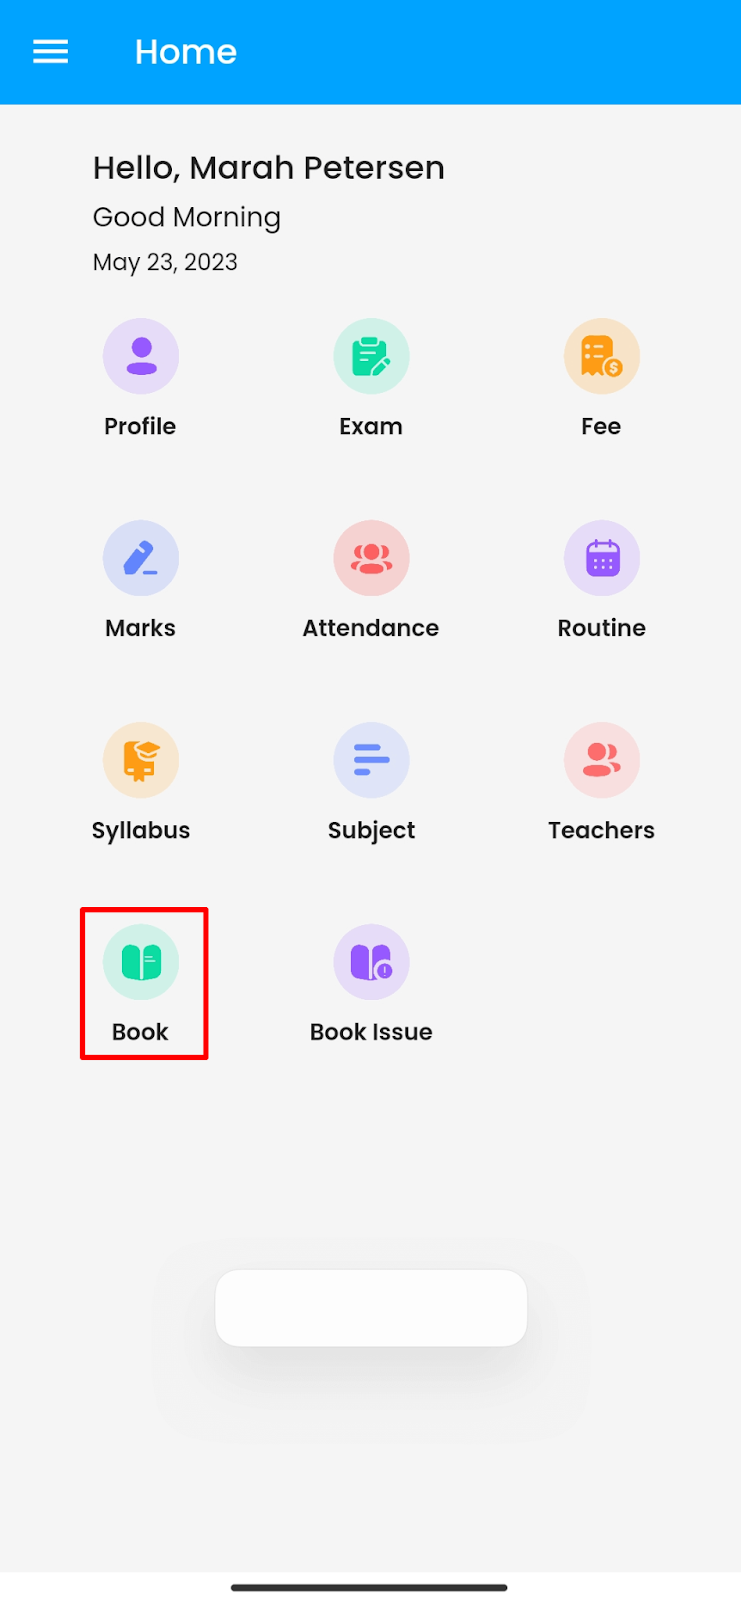 Home
Hello, Marah Petersen
Good Morning
May 23, 2023
Profile Exam Fee
Marks Attendance Routine
Syllabus Subject Teachers
Book Book Issue